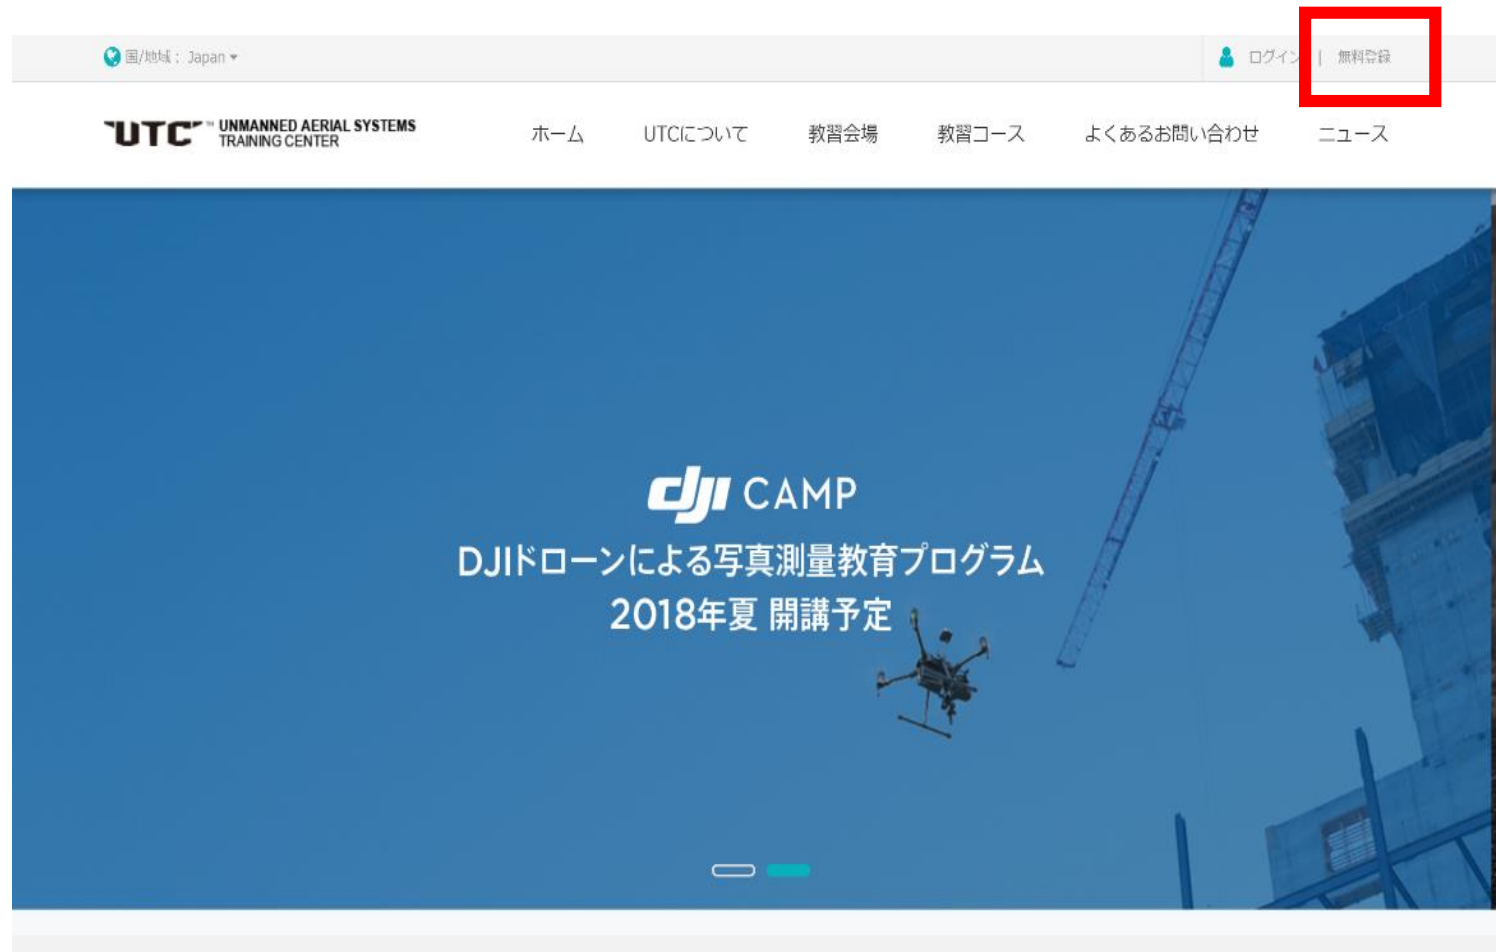 国/地域： Japan
ログイン | 無料登録
UTC™ UNMANNED AERIAL SYSTEMS
TRAINING CENTER
ホーム UTCについて 教習会場 教習コース よくあるお問い合わせ ニュース
dji CAMP
DJIドローンによる写真測量教育プログラム
2018年夏 開講予定